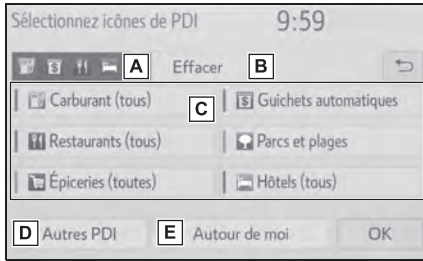 Sélectionnez icônes de PDI 9:59
A Effacer B
Carburant (tous) C Guichets automatiques
Restaurants (tous) Parcs et plages
Épiceries (toutes) Hôtels (tous)
D Autres PDI E Autour de moi OK